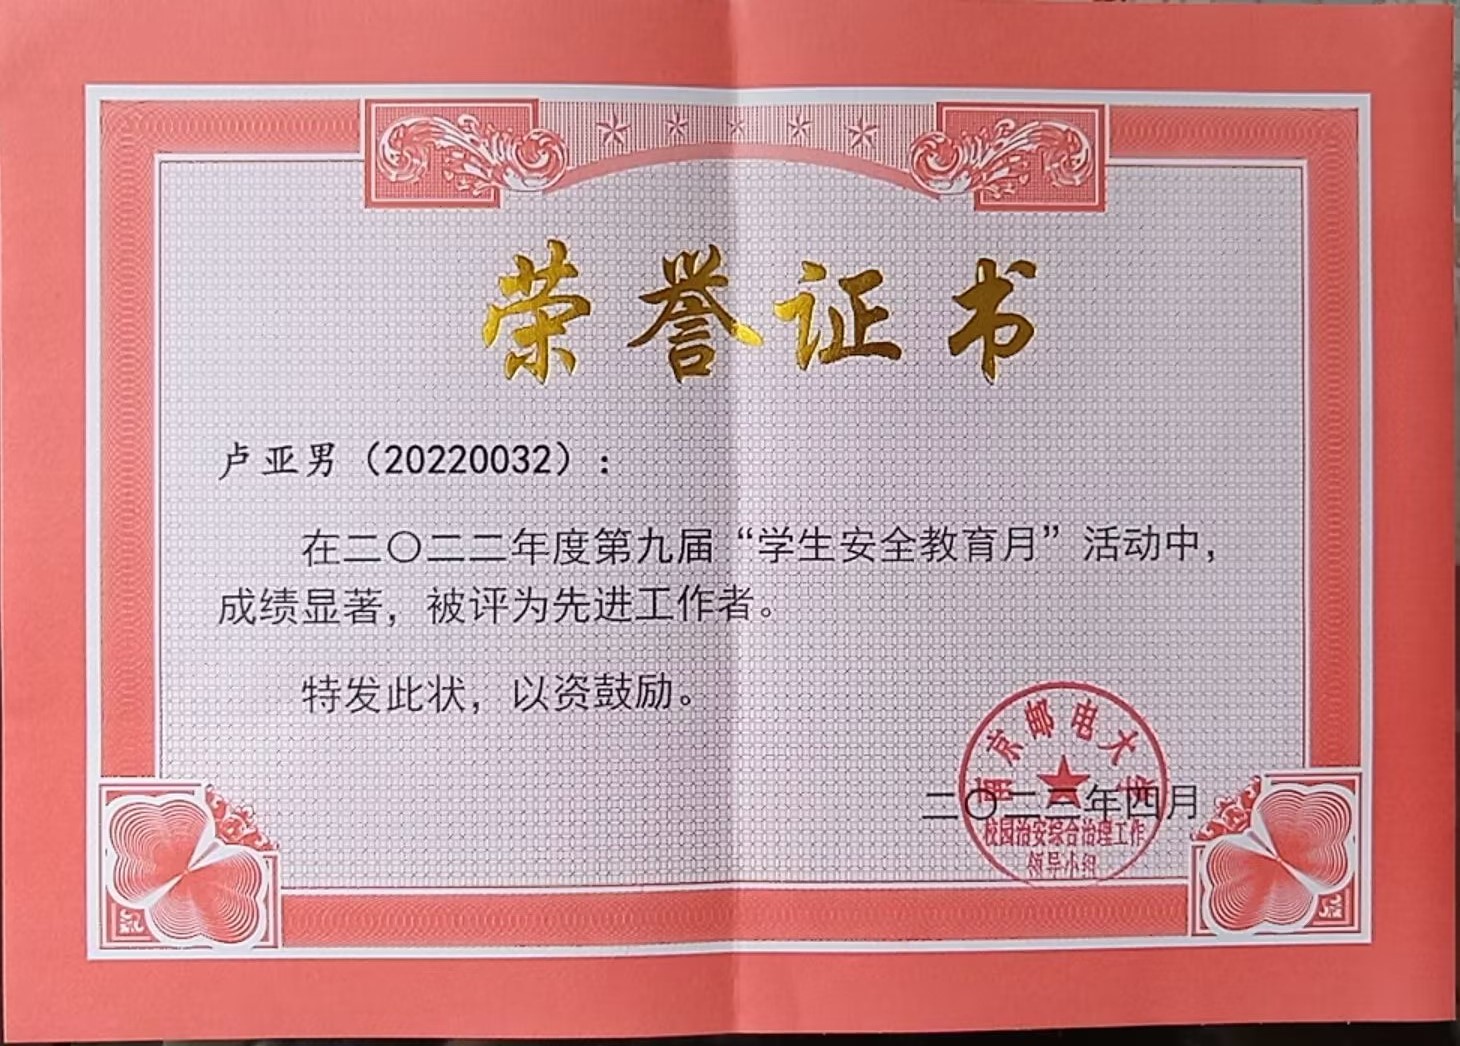 荣誉证书
卢亚男（20220032）：
在二〇二二年度第九届“学生安全教育月”活动中，
成绩显著，被评为先进工作者。
特发此状，以资鼓励。
南京邮电大学
二〇二三年四月
校园治安综合治理工作
领导小组